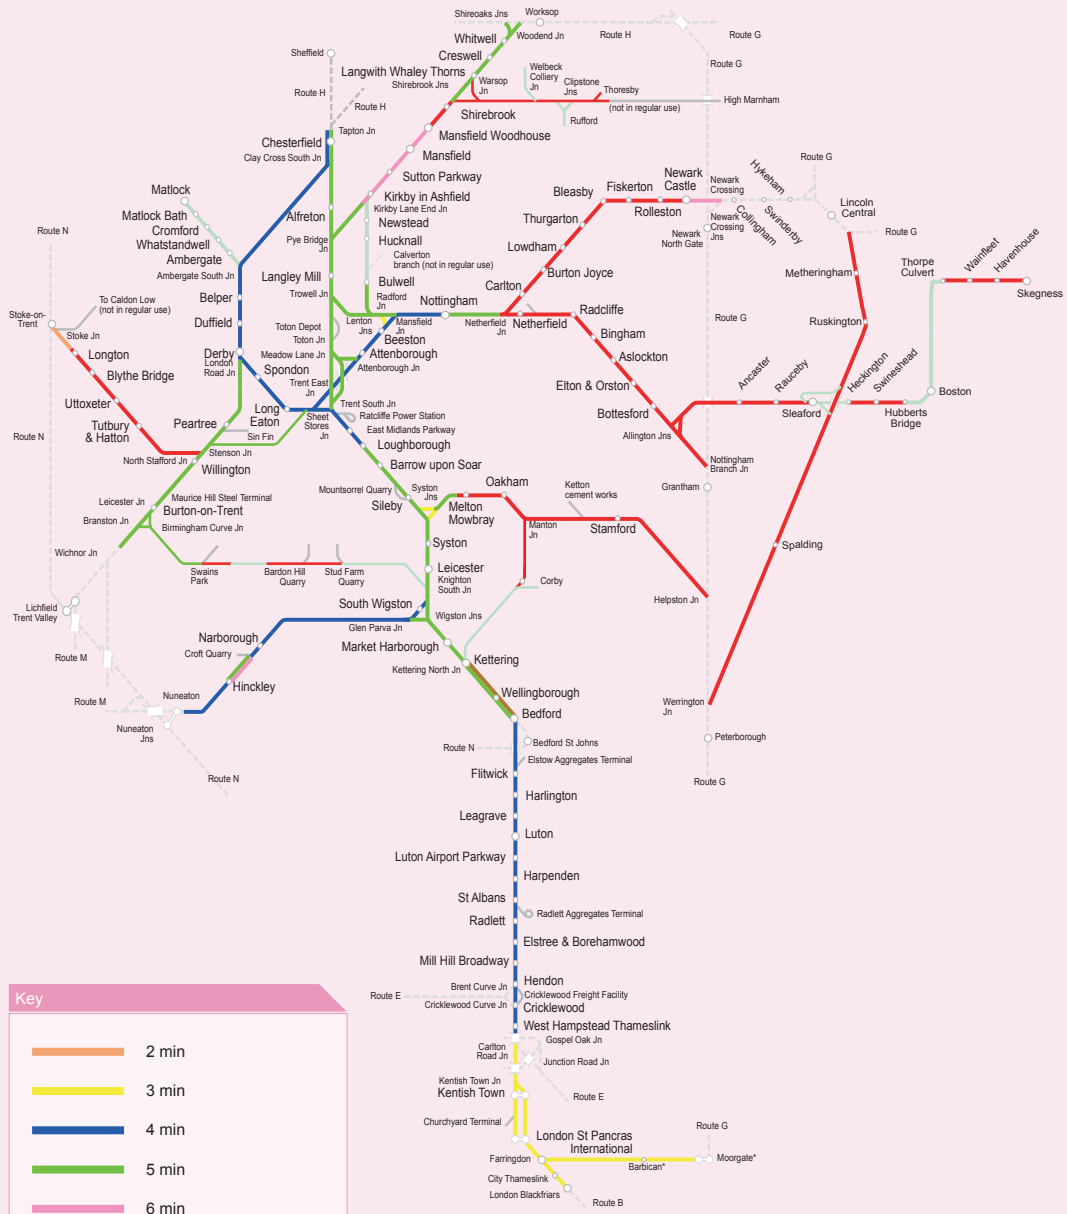 Shireoaks Jns
Worksop
Route H
Route G
Whitwell
Woodend Jn
Creswell
Sheffield
Langwith Whaley Thorns
Shirebrook Jns
Warsop
Jn
Welbeck
Colliery
Jn
Clipstone
Jns
Thoresby
(not in regular use)
Route G
High Marnham
Route H
Route H
Shirebrook
Rufford
Tapton Jn
Chesterfield
Clay Cross South Jn
Mansfield Woodhouse
Mansfield
Sutton Parkway
Kirkby in Ashfield
Kirkby Lane End Jn
Matlock
Matlock Bath
Cromford
Whatstandwell
Ambergate
Ambergate South Jn
Alfreton
Pye Bridge
Jn
Newstead
Hucknall
Calverton
branch (not in regular use)
Bulwell
Langley Mill
Trowell Jn
Radford
Jn
Nottingham
Bleasby
Fiskerton
Rolleston
Newark
Castle
Newark
Crossing
Newark
Crossing
Jns
Newark
North Gate
Hykeham
Swinderby
Collingham
Route G
Lincoln
Central
Route G
Thurgarton
Lowdham
Burton Joyce
Carlton
Metheringham
Thorpe
Culvert
Wainfleet
Havenhouse
Skegness
Route N
To Caldon Low
(not in regular use)
Stoke-on-
Trent
Stoke Jn
Longton
Blythe Bridge
Uttoxeter
Tutbury
& Hatton
North Stafford Jn
Belper
Duffield
Derby
London
Road Jn
Spondon
Toton Depot
Toton Jn
Meadow Lane Jn
Lenton
Jns
Mansfield
Jn
Beeston
Attenborough
Attenborough Jn
Netherfield
Jn
Netherfield
Radcliffe
Bingham
Aslockton
Elton & Orston
Bottesford
Allington Jns
Route G
Ruskington
Ancaster
Rauceby
Sleaford
Heckington
Swineshead
Hubberts
Bridge
Boston
Trent East
Jn
Trent South Jn
Long
Eaton
Sheet
Stores
Jn
Ratcliffe Power Station
East Midlands Parkway
Loughborough
Barrow upon Soar
Peartree
Sin Fin
Stenson Jn
Willington
Route N
Nottingham
Branch Jn
Grantham
Mountsorrel Quarry
Syston
Jns
Sileby
Melton
Mowbray
Oakham
Ketton
cement works
Manton
Jn
Stamford
Leicester Jn
Maurice Hill Steel Terminal
Burton-on-Trent
Branston Jn
Birmingham Curve Jn
Wichnor Jn
Syston
Leicester
Knighton
South Jn
Spalding
Swains
Park
Bardon Hill
Quarry
Stud Farm
Quarry
Corby
Helpston Jn
Lichfield
Trent Valley
South Wigston
Wigston Jns
Glen Parva Jn
Narborough
Croft Quarry
Hinckley
Market Harborough
Kettering
Kettering North Jn
Route M
Route M
Nuneaton
Nuneaton
Jns
Route N
Wellingborough
Bedford
Werrington
Jn
Peterborough
Route G
Route N
Bedford St Johns
Elstow Aggregates Terminal
Flitwick
Harlington
Leagrave
Luton
Luton Airport Parkway
Harpenden
St Albans
Radlett Aggregates Terminal
Radlett
Elstree & Borehamwood
Mill Hill Broadway
Hendon
Brent Curve Jn
Route E
Cricklewood Freight Facility
Cricklewood Curve Jn
Cricklewood
West Hampstead Thameslink
Carlton
Road Jn
Gospel Oak Jn
Junction Road Jn
Kentish Town Jn
Kentish Town
Route E
Churchyard Terminal
London St Pancras
International
Route G
Farringdon
Barbican*
Moorgate*
City Thameslink
London Blackfriars
Route B
Key
2 min
3 min
4 min
5 min
6 min